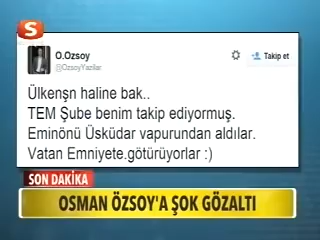 S
O.Ozsoy
@OzsoyYazilar
Takip et
Ülkenşn haline bak..
TEM Şube benim takip ediyormuş.
Eminönü Üsküdar vapurundan aldılar.
Vatan Emniyete.götürüyorlar :)
SON DAKİKA
OSMAN ÖZSOY'A ŞOK GÖZALTI